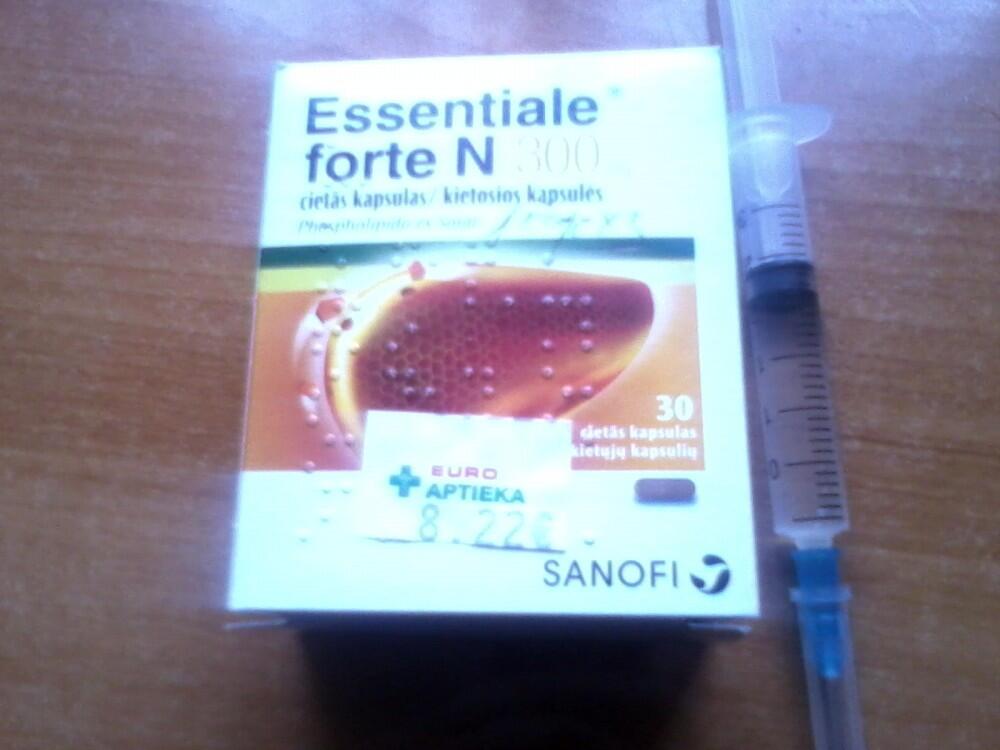 Essentiale®
forte N 300
cietās kapsulas/ kietosios kapsulės
30
cietās kapsulas
kietųjų kapsulių
EURO
APTIEKA
8.22€
SANOFI